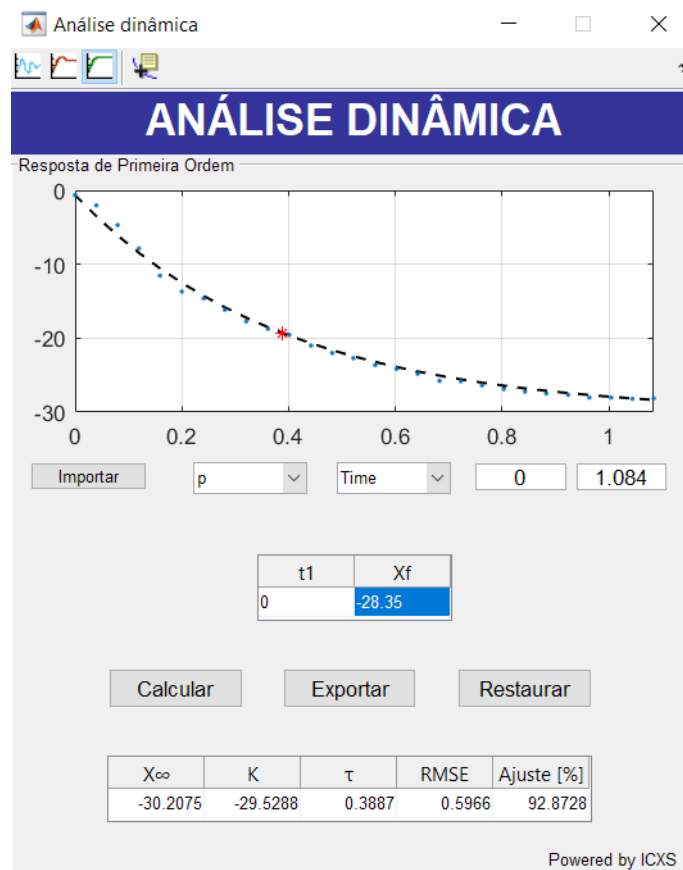 Análise dinâmica
ANÁLISE DINÂMICA
Resposta de Primeira Ordem
0
-10
-20
-30
0 0.2 0.4 0.6 0.8 1
Importar p Time 0 1.084
t1 Xf
0 -28.35
Calcular Exportar Restaurar
X∞ K τ RMSE Ajuste [%]
-30.2075 -29.5288 0.3887 0.5966 92.8728
Powered by ICXS